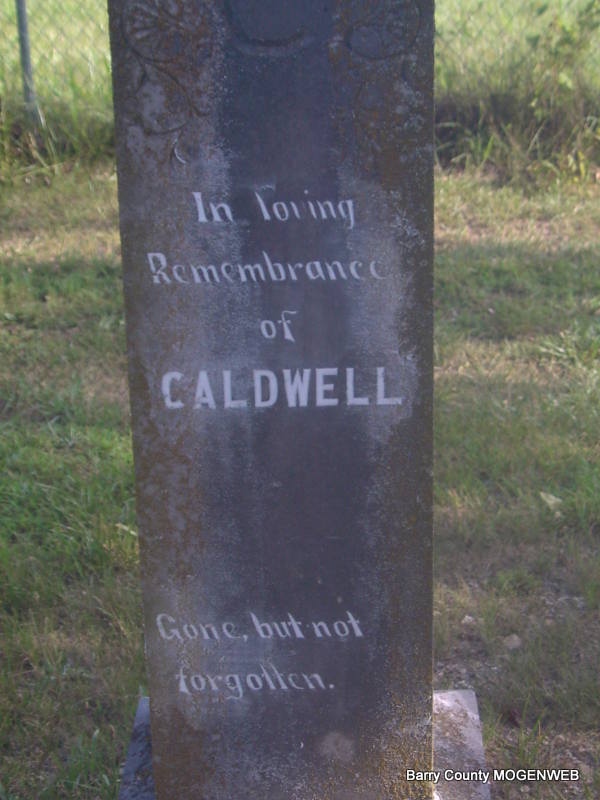 In loving
Remembrance
of
CALDWELL
Gone, but not
forgotten.
Barry County MOGENWEB